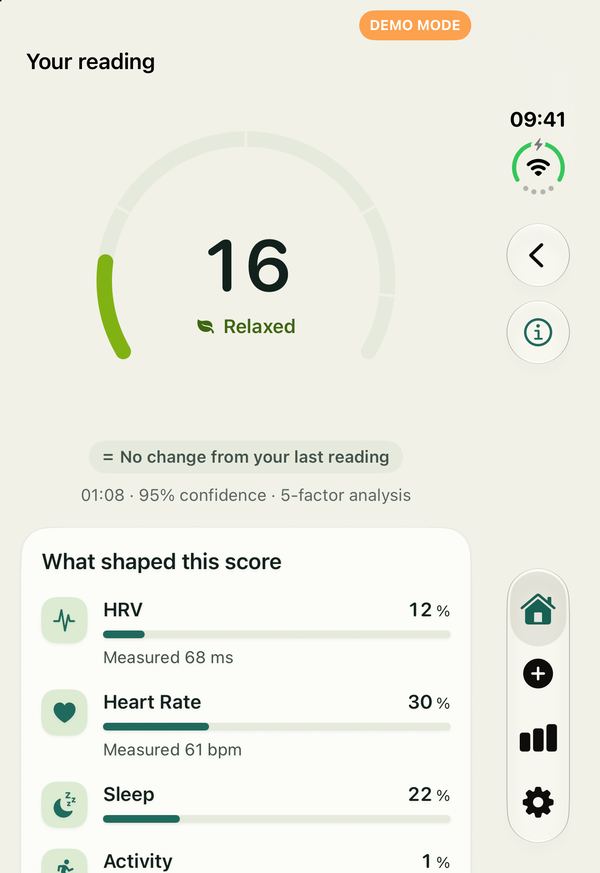 DEMO MODE
Your reading
09:41
16
Relaxed
= No change from your last reading
01:08 · 95% confidence · 5-factor analysis
What shaped this score
HRV 12 %
Measured 68 ms
Heart Rate 30 %
Measured 61 bpm
Sleep 22 %
Activity 1 %